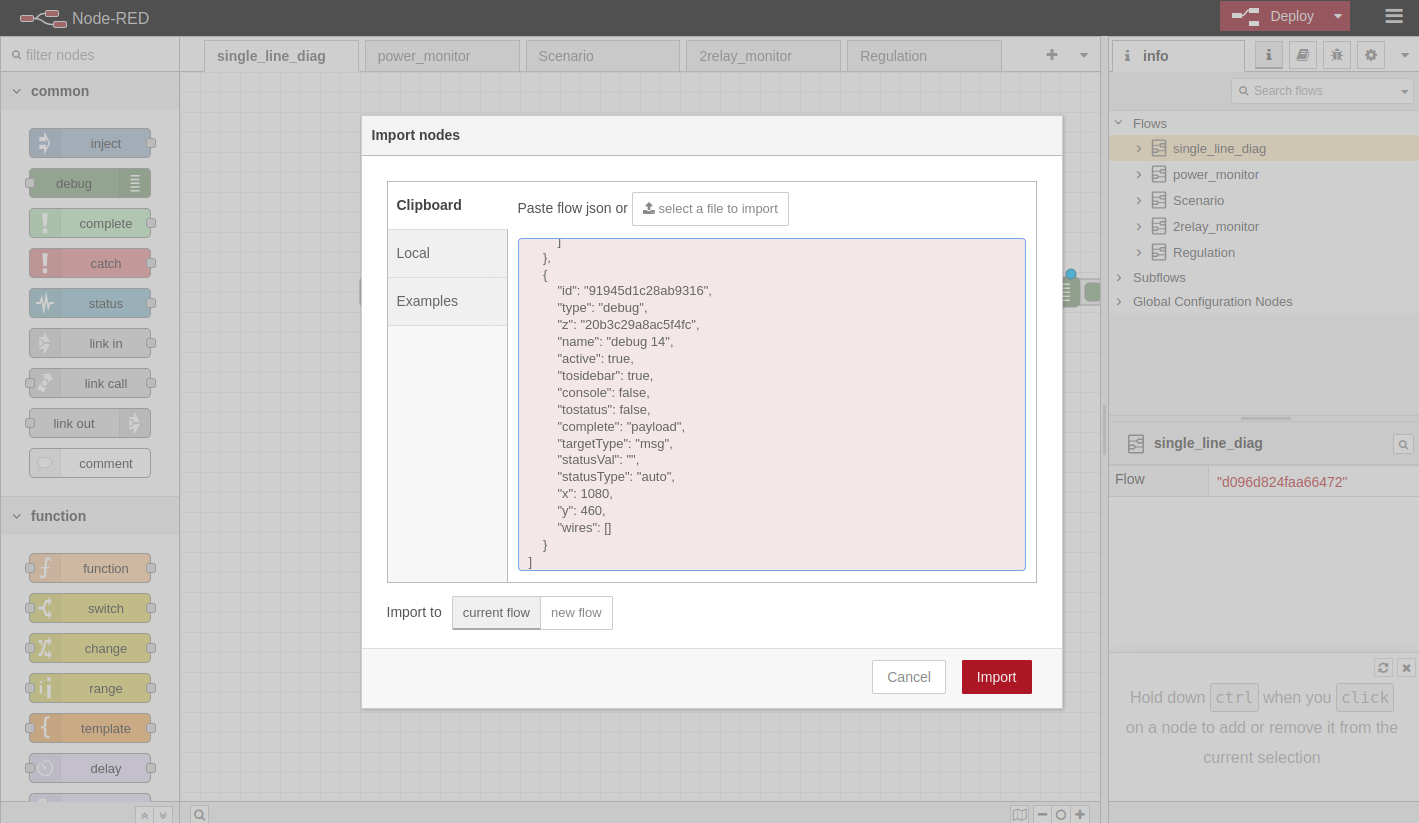 Node-RED
Deploy
filter nodes
single_line_diag
power_monitor
Scenario
2relay_monitor
Regulation
i info
i
Search flows
common
inject
debug
complete
catch
status
link in
link call
link out
comment
function
function
switch
change
range
template
delay
Import nodes
Clipboard
Local
Examples
Paste flow json or select a file to import
]
},
{
"id": "91945d1c28ab9316",
"type": "debug",
"z": "20b3c29a8ac5f4fc",
"name": "debug 14",
"active": true,
"tosidebar": true,
"console": false,
"tostatus": false,
"complete": "payload",
"targetType": "msg",
"statusVal": "",
"statusType": "auto",
"x": 1080,
"y": 460,
"wires": []
}
]
Import to current flow new flow
Cancel Import
Flows
single_line_diag
power_monitor
Scenario
2relay_monitor
Regulation
Subflows
Global Configuration Nodes
single_line_diag
Flow "d096d824faa66472"
Hold down ctrl when you click
on a node to add or remove it from the
current selection